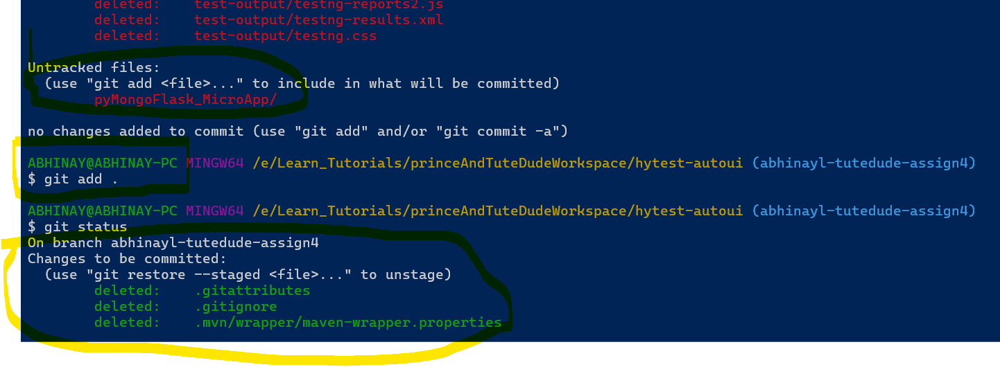 deleted:    test-output/testng-reports2.js
deleted:    test-output/testng-results.xml
deleted:    test-output/testng.css
Untracked files:
(use "git add <file>..." to include in what will be committed)
pyMongoFlask_MicroApp/
no changes added to commit (use "git add" and/or "git commit -a")
ABHINAY@ABHINAY-PC MINGW64 /e/Learn_Tutorials/princeAndTuteDudeWorkspace/hytest-autoui (abhinayl-tutedude-assign4)
$ git add .
ABHINAY@ABHINAY-PC MINGW64 /e/Learn_Tutorials/princeAndTuteDudeWorkspace/hytest-autoui (abhinayl-tutedude-assign4)
$ git status
On branch abhinayl-tutedude-assign4
Changes to be committed:
(use "git restore --staged <file>..." to unstage)
deleted:    .gitattributes
deleted:    .gitignore
deleted:    .mvn/wrapper/maven-wrapper.properties